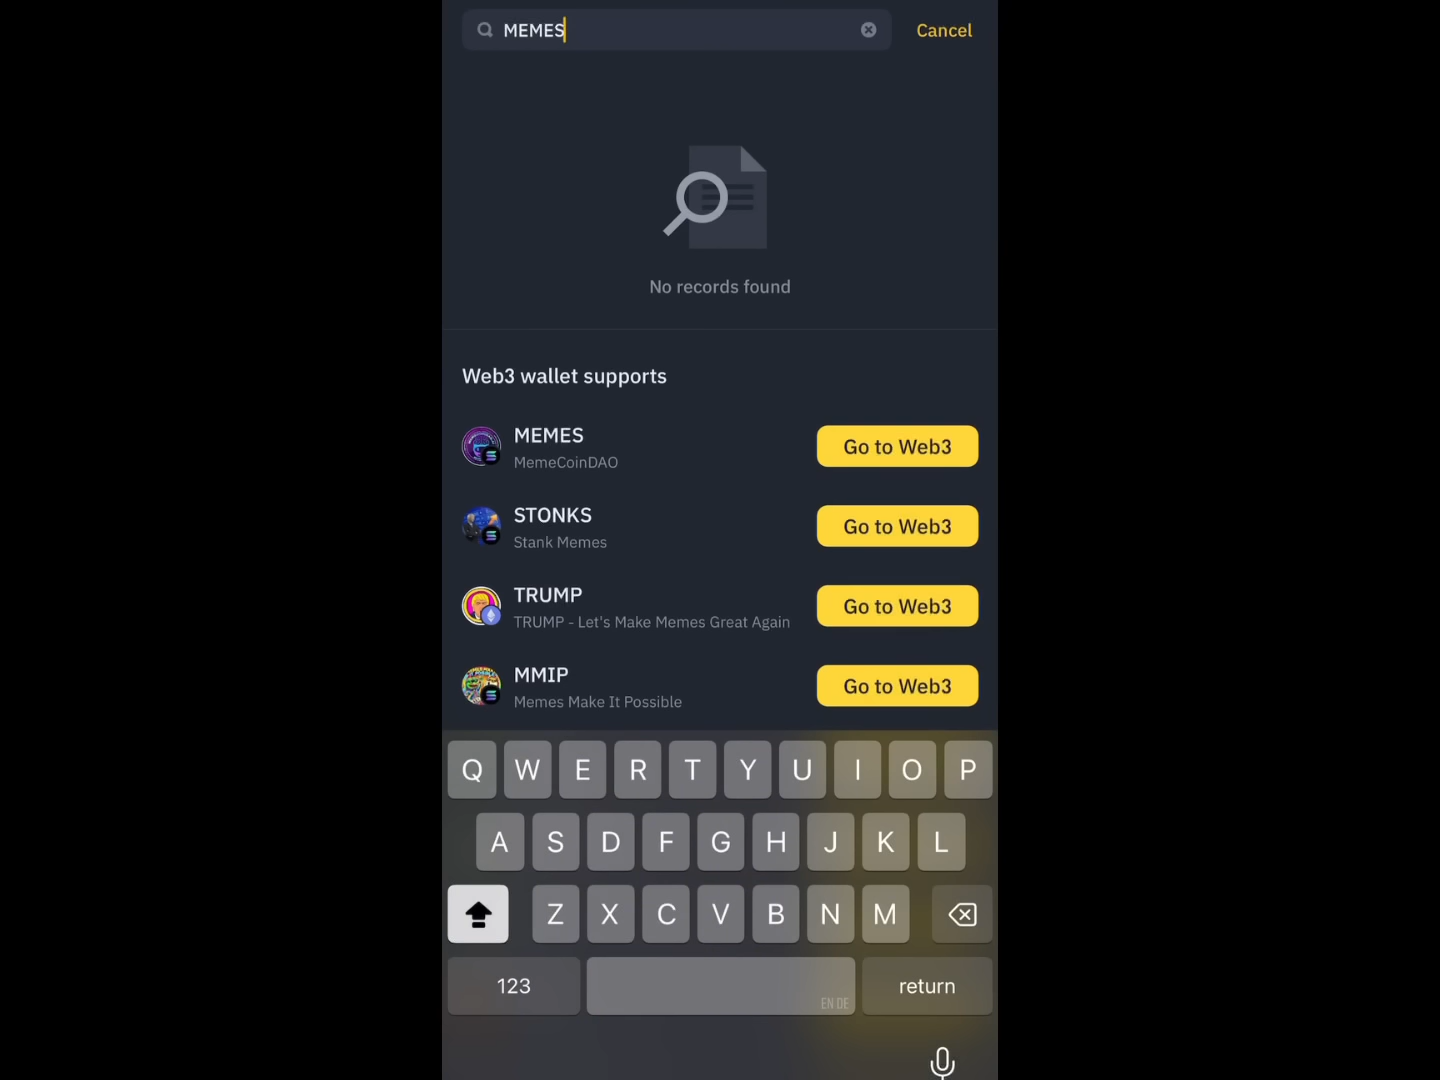 MEMES
Cancel
No records found
Web3 wallet supports
MEMES
MemeCoinDAO
Go to Web3
STONKS
Stank Memes
Go to Web3
TRUMP
TRUMP - Let's Make Memes Great Again
Go to Web3
MMIP
Memes Make It Possible
Go to Web3
Q W E R T Y U I O P
A S D F G H J K L
Z X C V B N M
123
EN DE
return